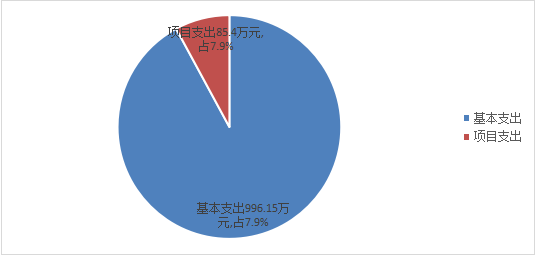 项目支出85.4万元,
占7.9%
基本支出996.15万
元,占7.9%
基本支出
项目支出